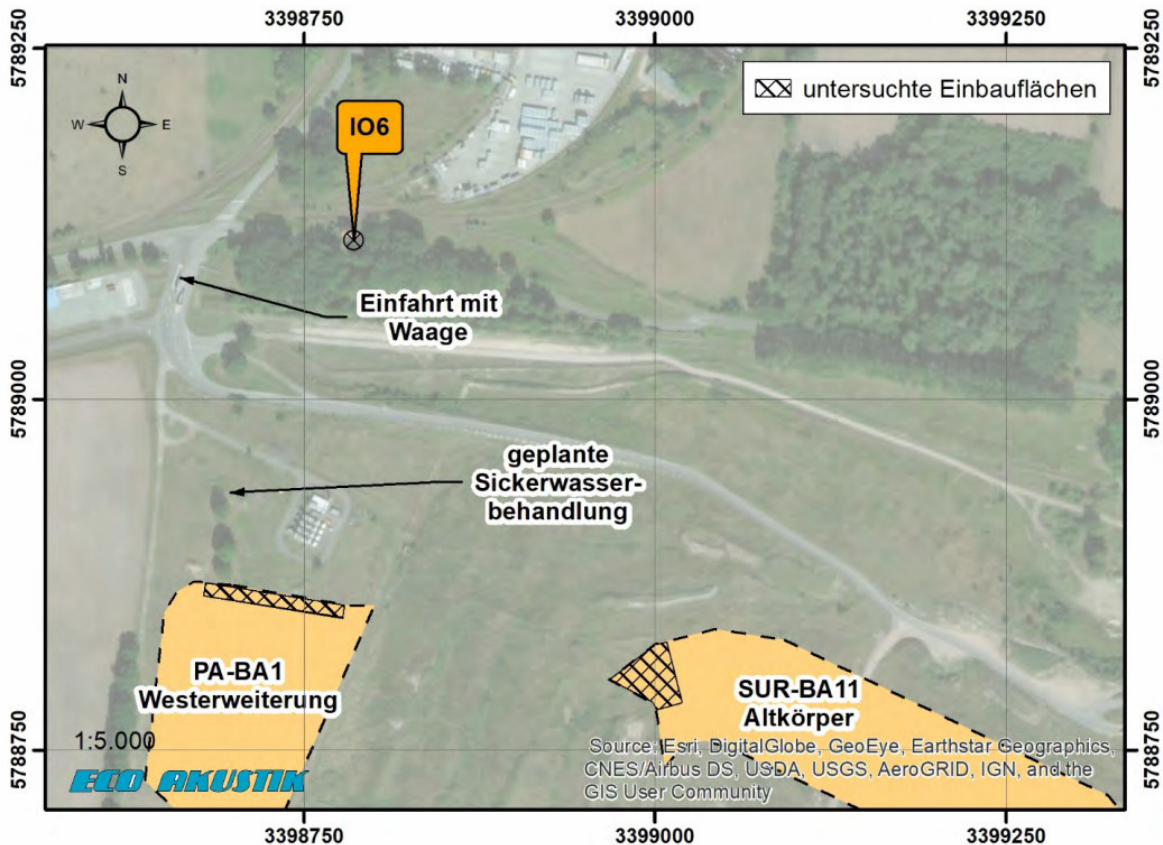 3398750
3399000
3399250
5789250
5789250
untersuchte Einbauflächen
N
W
E
S
IO6
Einfahrt mit
Waage
5789000
5789000
geplante
Sickerwasser-
behandlung
PA-BA1
Westerweiterung
SUR-BA11
Altkörper
5788750
5788750
1:5.000
ECO AKUSTIK
Source: Esri, DigitalGlobe, GeoEye, Earthstar Geographics,
CNES/Airbus DS, USDA, USGS, AeroGRID, IGN, and the
GIS User Community
3398750
3399000
3399250